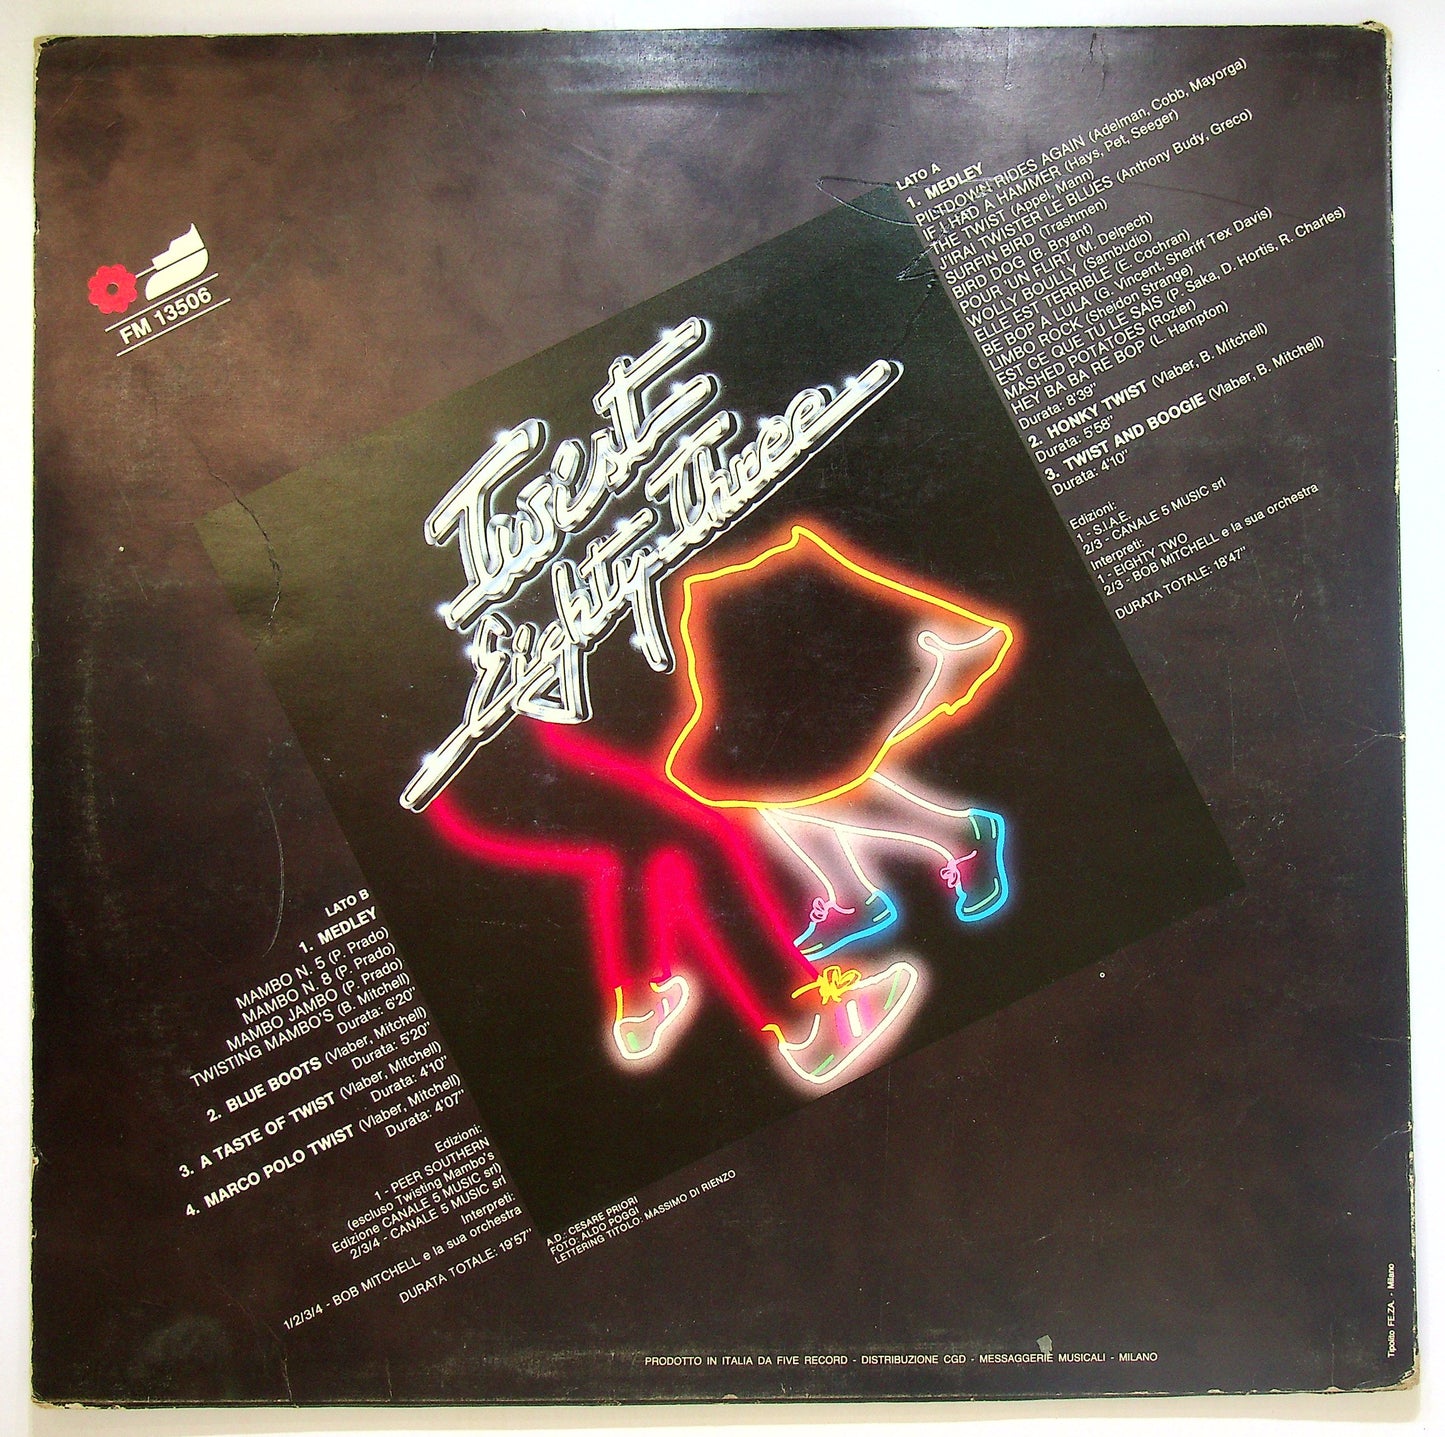 FM 13506
Twist
Eighty-Three
LATO A
1. MEDLEY
PILTDOWN RIDES AGAIN (Adelman, Cobb, Mayorga)
IF I HAD A HAMMER (Hays, Pet, Seeger)
THE TWIST (Appel, Mann)
J'IRAI TWISTER LE BLUES (Anthony Budy, Greco)
SURFIN BIRD (Trashmen)
BIRD DOG (B. Bryant)
POUR 'UN FLIRT (M. Delpech)
WOLLY BOULLY (Sambudio)
ELLE EST TERRIBLE (E. Cochran)
BE BOP A LULA (G. Vincent, Sheriff Tex Davis)
LIMBO ROCK (Sheldon Strange)
EST CE QUE TU LE SAIS (P. Saka, D. Hortis, R. Charles)
MASHED POTATOES (Rozier)
HEY BA BA RE BOP (L. Hampton)
Durata: 8'39"
2. HONKY TWIST (Vlaber, B. Mitchell)
Durata: 5'58"
3. TWIST AND BOOGIE (Vlaber, B. Mitchell)
Durata: 4'10"
Edizioni:
1 - S.I.A.E.
2/3 - CANALE 5 MUSIC srl
Interpreti:
1 - EIGHTY TWO
2/3 - BOB MITCHELL e la sua orchestra
DURATA TOTALE: 18'47"
LATO B
1. MEDLEY
MAMBO N. 5 (P. Prado)
MAMBO N. 8 (P. Prado)
MAMBO JAMBO (P. Prado)
TWISTING MAMBO'S (B. Mitchell)
Durata: 6'20"
2. BLUE BOOTS (Vlaber, Mitchell)
Durata: 5'20"
3. A TASTE OF TWIST (Vlaber, Mitchell)
Durata: 4'10"
4. MARCO POLO TWIST (Vlaber, Mitchell)
Durata: 4'07"
Edizioni:
1 - PEER SOUTHERN
(escluso Twisting Mambo's
Edizione CANALE 5 MUSIC srl)
2/3/4 - CANALE 5 MUSIC srl
Interpreti:
1/2/3/4 - BOB MITCHELL e la sua orchestra
DURATA TOTALE: 19'57"
A.D.: CESARE PRIORI
FOTO: ALDO POGGI
LETTERING TITOLO: MASSIMO DI RIENZO
PRODOTTO IN ITALIA DA FIVE RECORD - DISTRIBUZIONE CGD - MESSAGGERIE MUSICALI - MILANO
Tipolito FE.ZA. - Milano